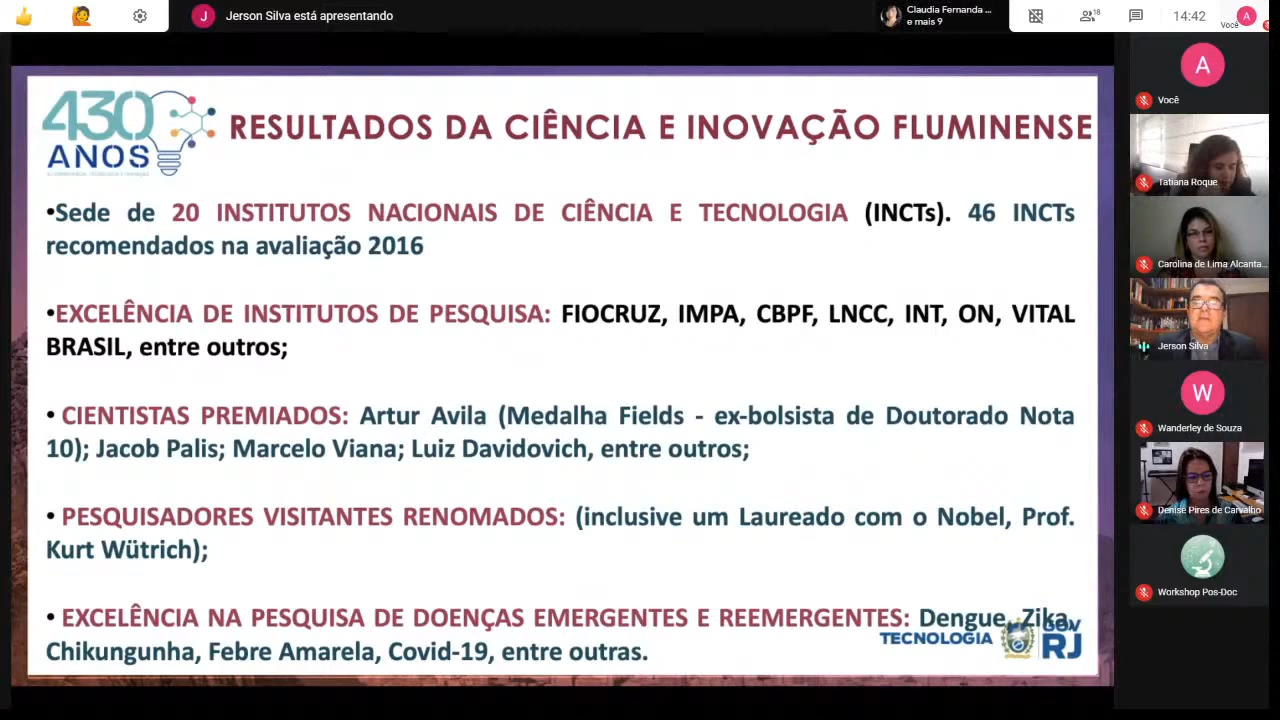 J
Jerson Silva está apresentando
Claudia Fernanda ...
e mais 9
18
14:42
Você
A
430
ANOS
RESULTADOS DA CIÊNCIA E INOVAÇÃO FLUMINENSE
•Sede de 20 INSTITUTOS NACIONAIS DE CIÊNCIA E TECNOLOGIA (INCTs). 46 INCTs
recomendados na avaliação 2016
•EXCELÊNCIA DE INSTITUTOS DE PESQUISA: FIOCRUZ, IMPA, CBPF, LNCC, INT, ON, VITAL
BRASIL, entre outros;
• CIENTISTAS PREMIADOS: Artur Avila (Medalha Fields - ex-bolsista de Doutorado Nota
10); Jacob Palis; Marcelo Viana; Luiz Davidovich, entre outros;
• PESQUISADORES VISITANTES RENOMADOS: (inclusive um Laureado com o Nobel, Prof.
Kurt Wütrich);
• EXCELÊNCIA NA PESQUISA DE DOENÇAS EMERGENTES E REEMERGENTES: Dengue, Zika,
Chikungunha, Febre Amarela, Covid-19, entre outras.
TECNOLOGIA
GOV
RJ
A
Você
Tatiana Roque
Carolina de Lima Alcanta...
Jerson Silva
W
Wanderley de Souza
Denise Pires de Carvalho
Workshop Pos-Doc